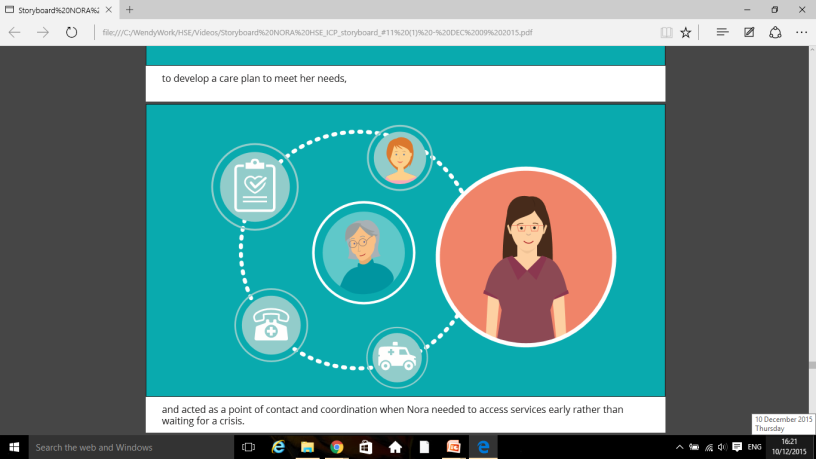 Storyboard%20NORA%2
file:///C:/WendyWork/HSE/Videos/Storyboard%20NORA%20HSE_ICP_storyboard_#11%20(1)%20-%20DEC%2009%202015.pdf
to develop a care plan to meet her needs,
and acted as a point of contact and coordination when Nora needed to access services early rather than
waiting for a crisis.
10 December 2015
Thursday
Search the web and Windows
ENG
16:21
10/12/2015